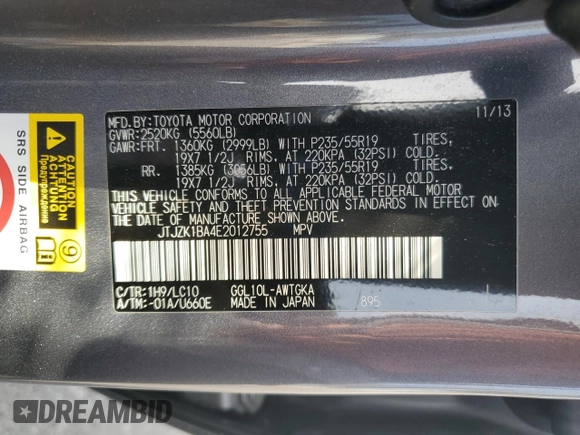 MFD.BY:TOYOTA MOTOR CORPORATION 11/13
GVWR:2520KG (5560LB)
GAWR:FRT. 1360KG (2999LB) WITH P235/55R19 TIRES,
19X7 1/2J RIMS, AT 220KPA (32PSI) COLD.
RR. 1385KG (3056LB) WITH P235/55R19 TIRES,
19X7 1/2J RIMS, AT 220KPA (32PSI) COLD.
THIS VEHICLE CONFORMS TO ALL APPLICABLE FEDERAL MOTOR
VEHICLE SAFETY AND THEFT PREVENTION STANDARDS IN EFFECT ON
THE DATE OF MANUFACTURE SHOWN ABOVE.
JTJZK1BA4E2012755 MPV
C/TR:1H9/LC10 GGL10L-AWTGKA
A/TM:-01A/U660E MADE IN JAPAN 895
SRS SIDE AIRBAG
CAUTION
ATTENTION
ACHTUNG
Предупреждение
9
DREAMBID